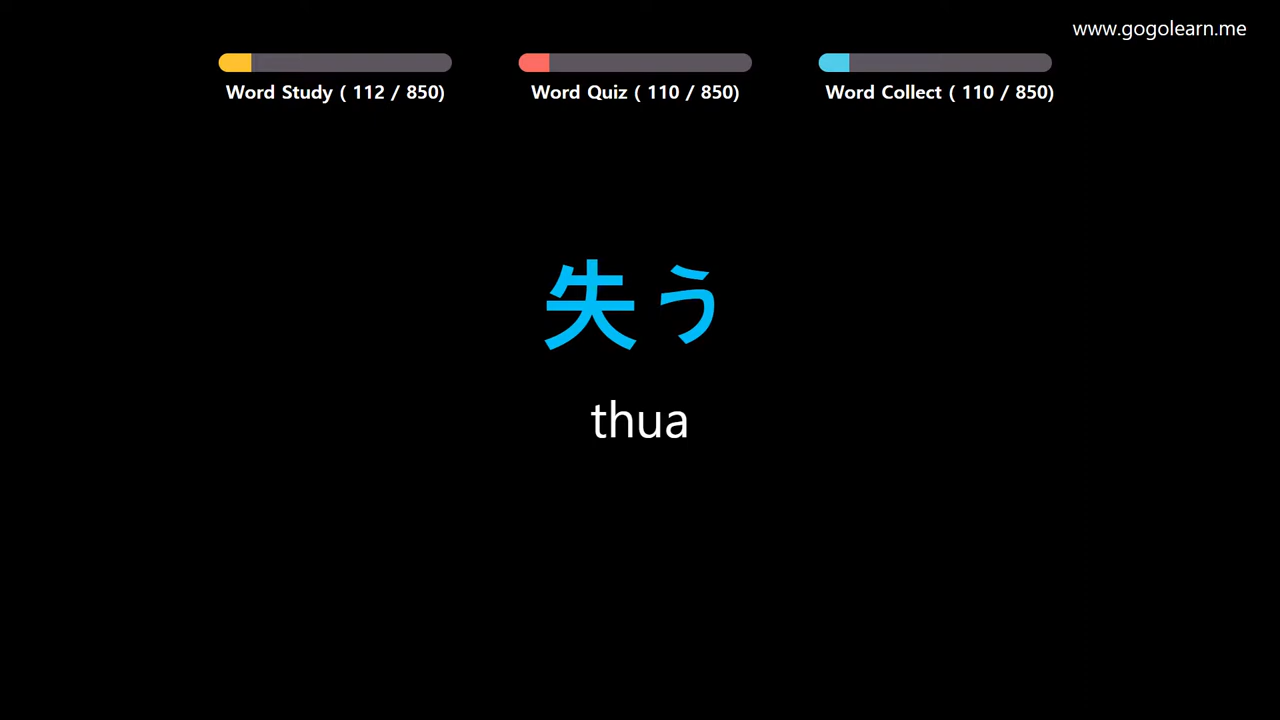 www.gogolearn.me
Word Study ( 112 / 850)
Word Quiz ( 110 / 850)
Word Collect ( 110 / 850)
失う
thua